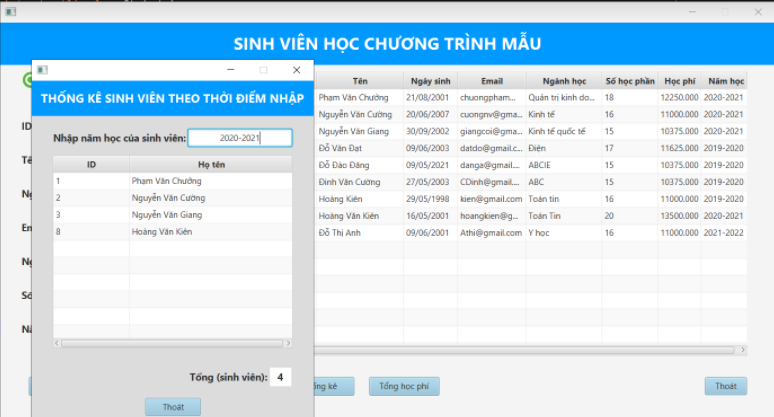 SINH VIÊN HỌC CHƯƠNG TRÌNH MẪU
THỐNG KÊ SINH VIÊN THEO THỜI ĐIỂM NHẬP
Nhập năm học của sinh viên: 2020-2021
ID Họ tên
1 Phạm Văn Chưởng
2 Nguyễn Văn Cường
3 Nguyễn Văn Giang
8 Hoàng Văn Kiên
Tổng (sinh viên): 4
Thoát
ID
Tên Ngày sinh Email Ngành học Số học phần Học phí Năm học
Phạm Văn Chưởng 21/08/2001 chuongpham... Quản trị kinh do... 18 12250.000 2020-2021
Nguyễn Văn Cường 20/06/2007 cuongnv@gma... Kinh tế 16 11000.000 2020-2021
Nguyễn Văn Giang 30/09/2002 giangcoi@gma... Kinh tế quốc tế 15 10375.000 2020-2021
Đỗ Văn Đạt 09/06/2003 datdo@gmail.c... Điện 17 11625.000 2019-2020
Đỗ Đào Đăng 09/05/2021 danga@gmail.... ABCIE 15 10375.000 2019-2020
Đinh Văn Cường 27/05/2003 CDinh@gmail.... ABC 15 10375.000 2019-2020
Hoàng Kiên 29/05/1998 kien@gmail.com Toán tin 16 11000.000 2019-2020
Hoàng Văn Kiên 16/05/2001 hoangkien@g... Toán Tin 20 13500.000 2020-2021
Đỗ Thị Anh 09/06/2001 Athi@gmail.com Y học 16 11000.000 2021-2022
Tổng học phí
Thoát